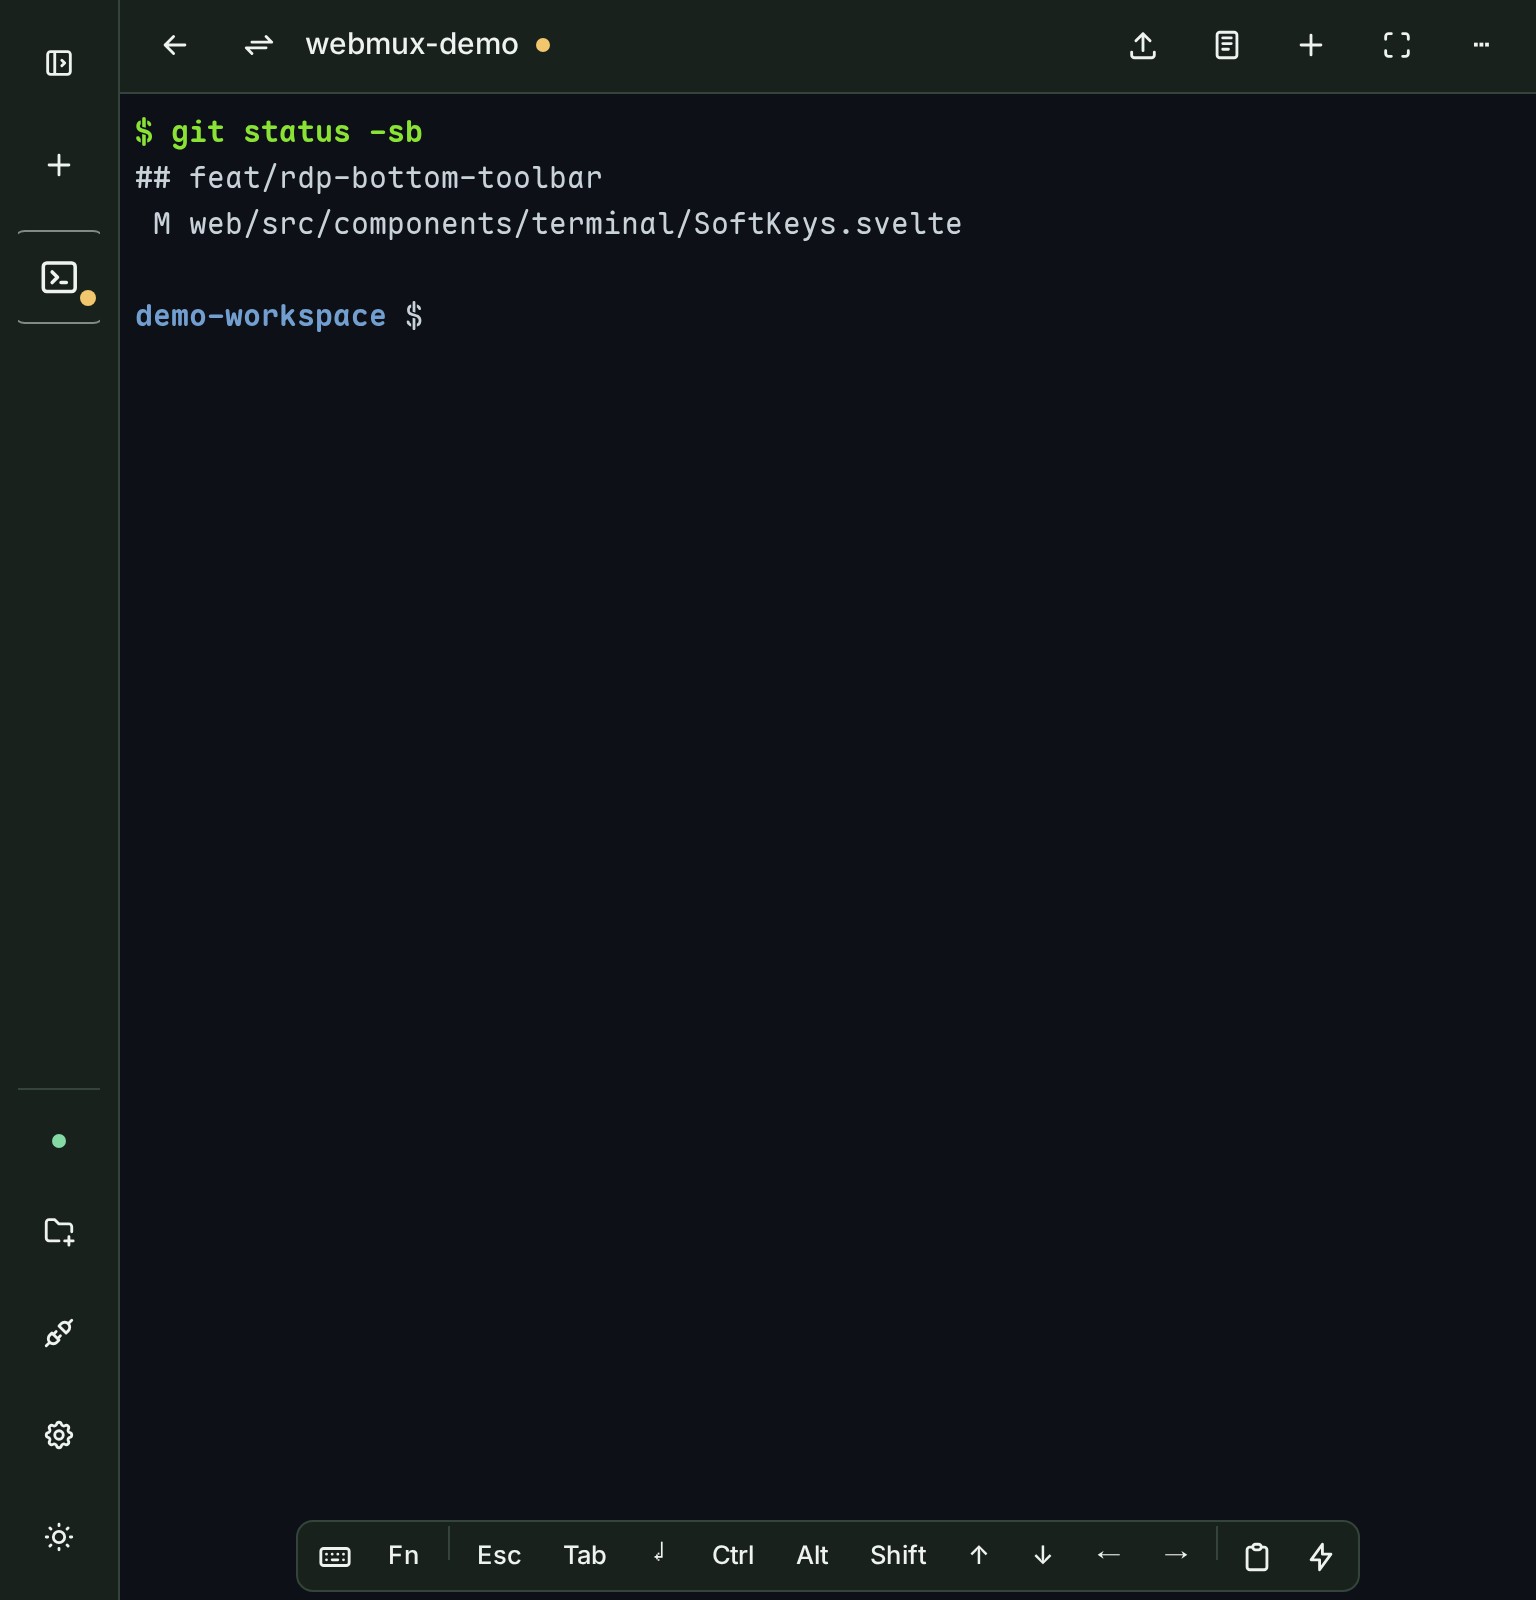 webmux-demo
$ git status -sb
## feat/rdp-bottom-toolbar
 M web/src/components/terminal/SoftKeys.svelte
demo-workspace $
Fn Esc Tab ↲ Ctrl Alt Shift ↑ ↓ ← →